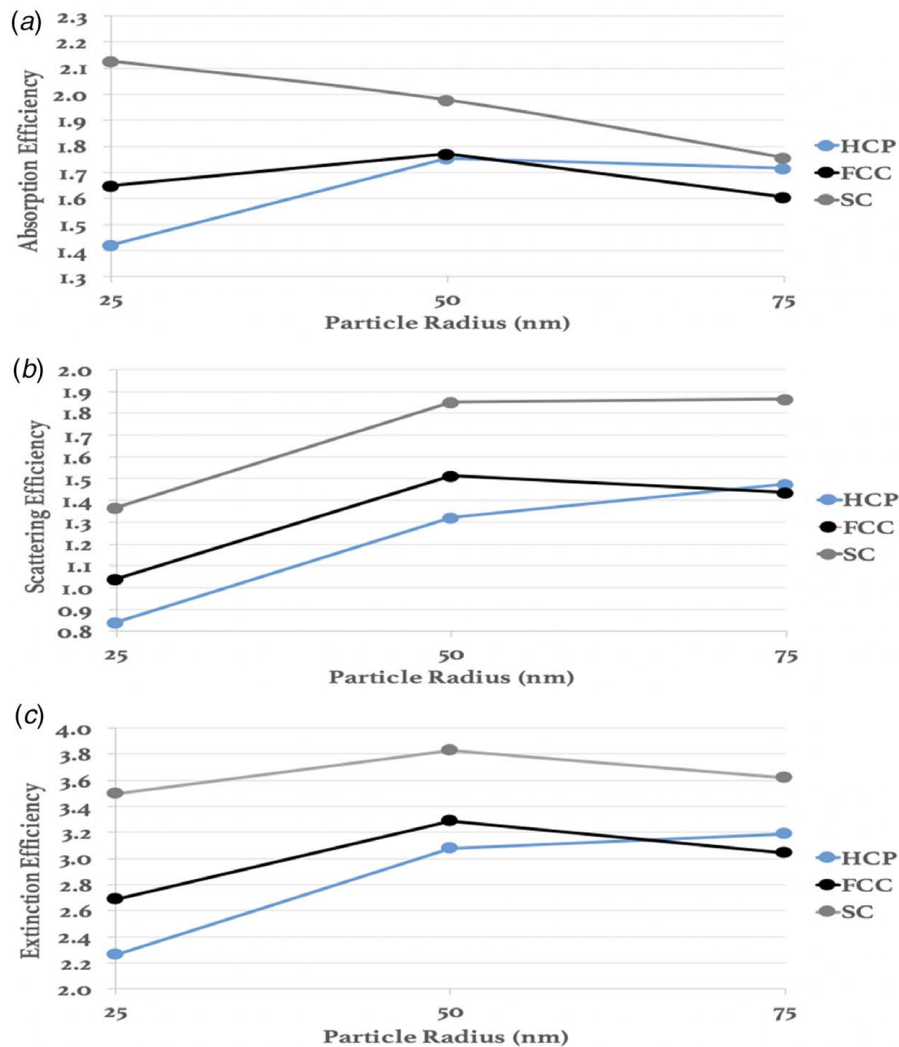 (a)
2.3
2.2
2.1
2.0
1.9
1.8
1.7
1.6
1.5
1.4
1.3
Absorption Efficiency
25 50 75
Particle Radius (nm)
HCP
FCC
SC
(b)
2.0
1.9
1.8
1.7
1.6
1.5
1.4
1.3
1.2
1.1
1.0
0.9
0.8
Scattering Efficiency
25 50 75
Particle Radius (nm)
HCP
FCC
SC
(c)
4.0
3.8
3.6
3.4
3.2
3.0
2.8
2.6
2.4
2.2
2.0
Extinction Efficiency
25 50 75
Particle Radius (nm)
HCP
FCC
SC